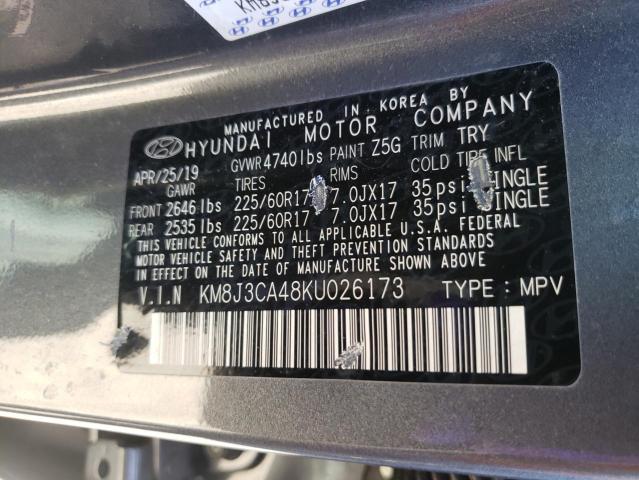 MANUFACTURED IN KOREA BY
HYUNDAI MOTOR COMPANY
APR/25/19 GVWR 4740lbs PAINT Z5G TRIM TRY
GAWR TIRES RIMS COLD TIRE INFL
FRONT 2646 lbs 225/60R17 7.0JX17 35 psi SINGLE
REAR 2535 lbs 225/60R17 7.0JX17 35 psi SINGLE
THIS VEHICLE CONFORMS TO ALL APPLICABLE U.S.A. FEDERAL
MOTOR VEHICLE SAFETY AND THEFT PREVENTION STANDARDS
IN EFFECT ON THE DATE OF MANUFACTURE SHOWN ABOVE.
V.I.N KM8J3CA48KU026173 TYPE : MPV